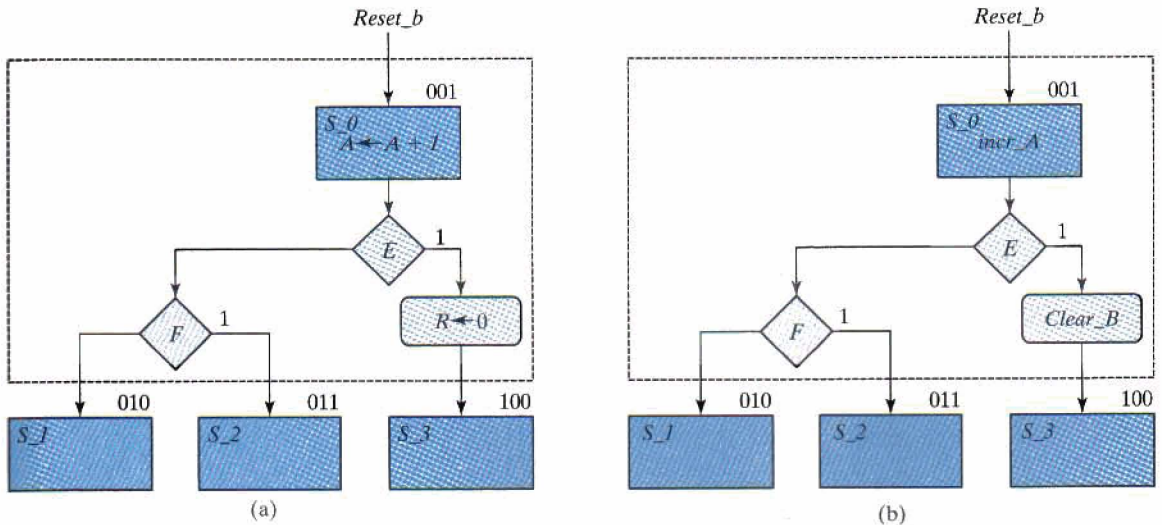 Reset_b
001
S_0
A ← A + 1
E
1
F
1
R ← 0
010
S_1
011
S_2
100
S_3
(a)
Reset_b
001
S_0
incr_A
E
1
F
1
Clear_B
010
S_1
011
S_2
100
S_3
(b)